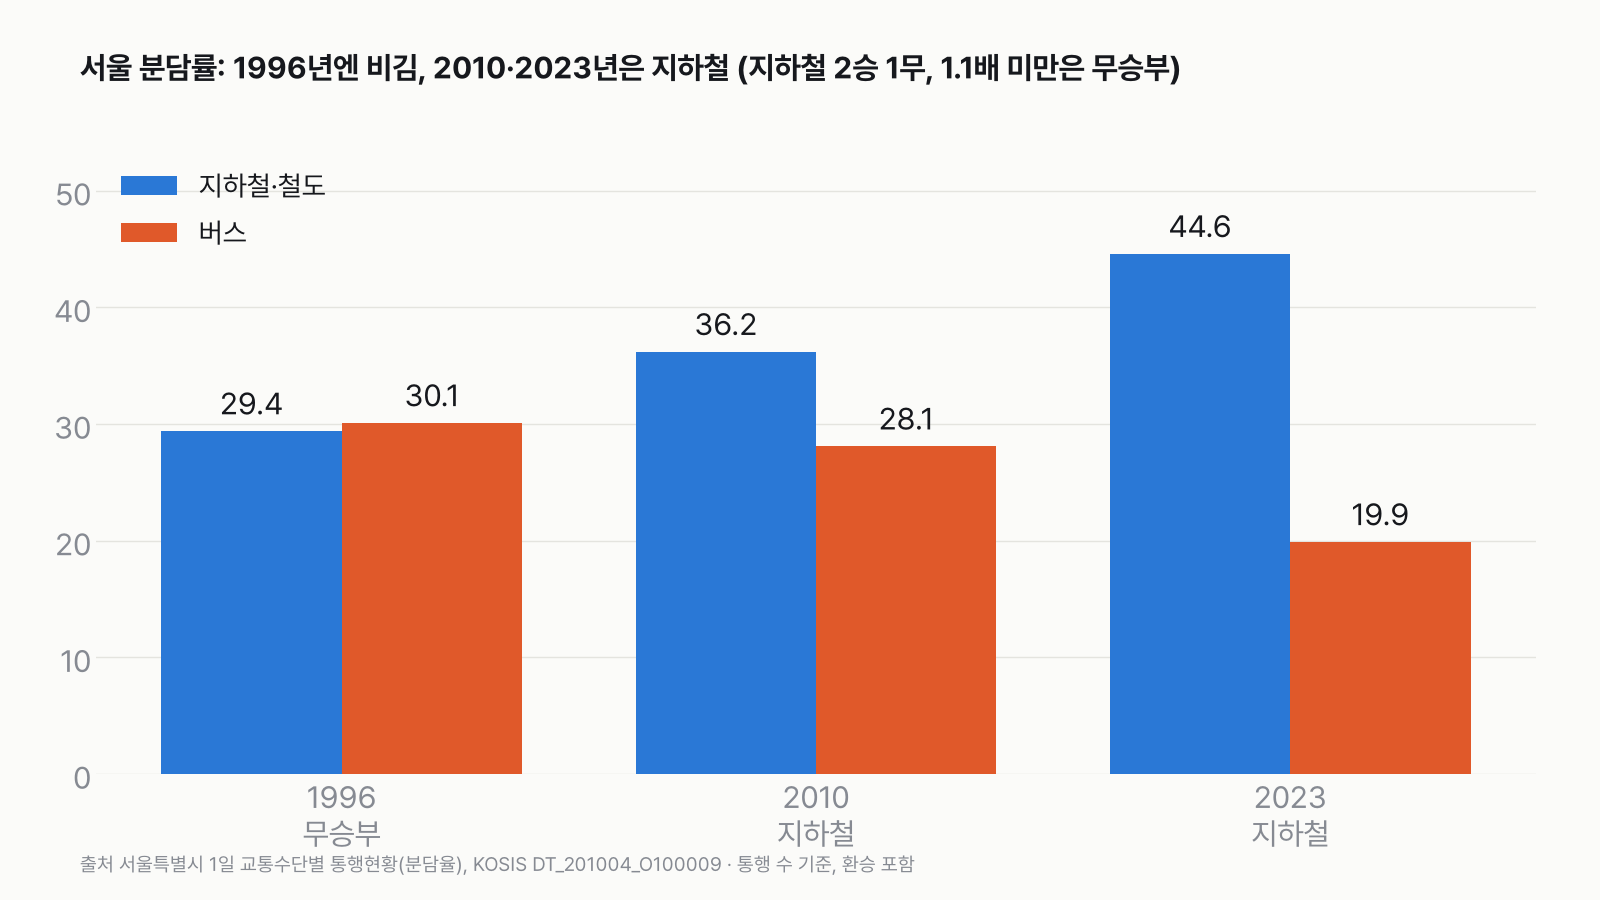 서울 분담률: 1996년엔 비김, 2010·2023년은 지하철 (지하철 2승 1무, 1.1배 미만은 무승부)
지하철·철도
버스
50
40
30
20
10
0
29.4
30.1
36.2
28.1
44.6
19.9
1996
무승부
2010
지하철
2023
지하철
출처 서울특별시 1일 교통수단별 통행현황(분담율), KOSIS DT_201004_O100009 · 통행 수 기준, 환승 포함